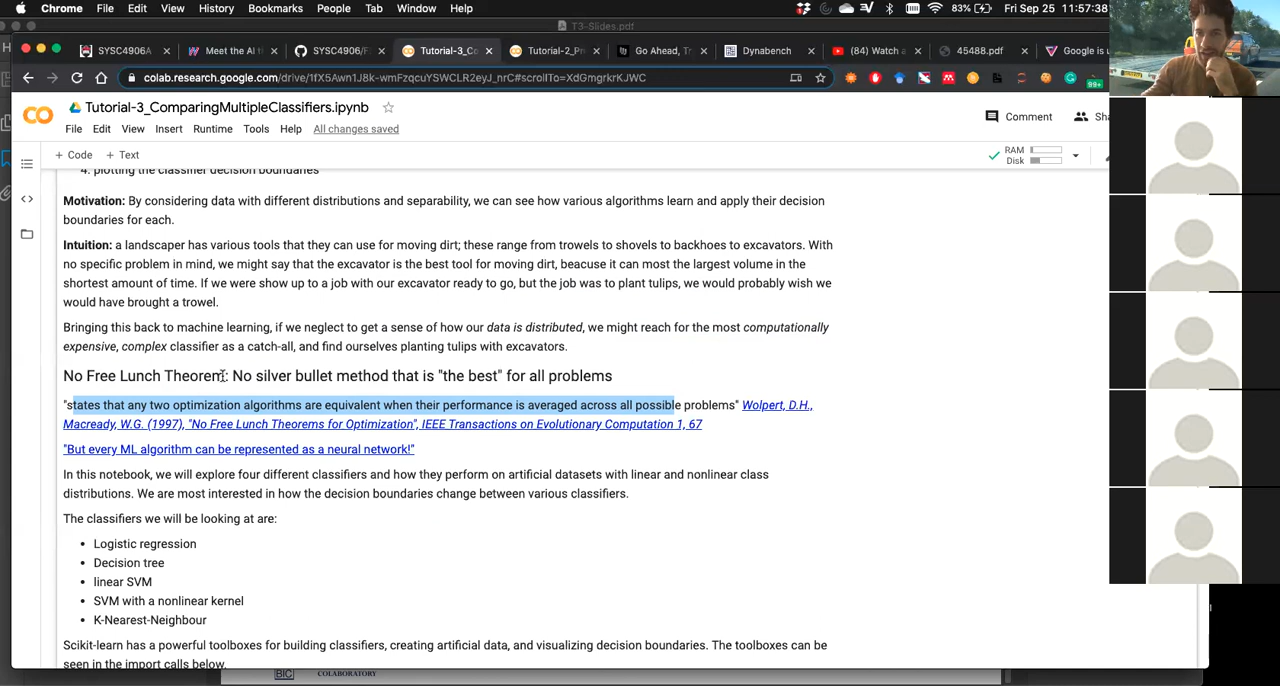 Chrome File Edit View History Bookmarks People Tab Window Help 83% Fri Sep 25 11:57:38
T3-Slides.pdf
SYSC4906A Meet the AI t SYSC4906/F Tutorial-3_Co Tutual-2_Pr Go Ahead, T Dynabench (84) Watch a 45488.pdf Google is
colab.research.google.com/drive/1fX5Awn1J8k-wmFzqcuYSWCLR2eyJ_nrC#scrollTo=XdGmgrkrKJWC 99+
Tutorial-3_ComparingMultipleClassifiers.ipynb
File Edit View Insert Runtime Tools Help All changes saved
Comment Sha
+ Code + Text RAM Disk
4. plotting the classifier decision boundaries
Motivation: By considering data with different distributions and separability, we can see how various algorithms learn and apply their decision
boundaries for each.
Intuition: a landscaper has various tools that they can use for moving dirt; these range from trowels to shovels to backhoes to excavators. With
no specific problem in mind, we might say that the excavator is the best tool for moving dirt, beacuse it can most the largest volume in the
shortest amount of time. If we were show up to a job with our excavator ready to go, but the job was to plant tulips, we would probably wish we
would have brought a trowel.
Bringing this back to machine learning, if we neglect to get a sense of how our data is distributed, we might reach for the most computationally
expensive, complex classifier as a catch-all, and find ourselves planting tulips with excavators.
No Free Lunch Theorem: No silver bullet method that is "the best" for all problems
"states that any two optimization algorithms are equivalent when their performance is averaged across all possible problems" Wolpert, D.H.,
Macready, W.G. (1997), "No Free Lunch Theorems for Optimization", IEEE Transactions on Evolutionary Computation 1, 67
"But every ML algorithm can be represented as a neural network!"
In this notebook, we will explore four different classifiers and how they perform on artificial datasets with linear and nonlinear class
distributions. We are most interested in how the decision boundaries change between various classifiers.
The classifiers we will be looking at are:
• Logistic regression
• Decision tree
• linear SVM
• SVM with a nonlinear kernel
• K-Nearest-Neighbour
Scikit-learn has a powerful toolboxes for building classifiers, creating artificial data, and visualizing decision boundaries. The toolboxes can be
seen in the import calls below.
BIC COLABORATORY